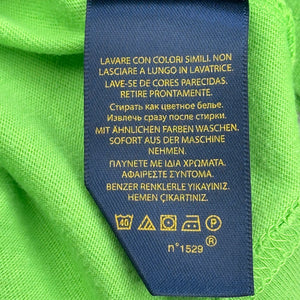 LAVARE CON COLORI SIMILI. NON
LASCIARE A LUNGO IN LAVATRICE.
LAVE-SE DE CORES PARECIDAS.
RETIRE PRONTAMENTE.
Стирать как цветное белье.
Извлечь сразу после стирки.
MIT ÄHNLICHEN FARBEN WASCHEN.
SOFORT AUS DER MASCHINE
NEHMEN.
ΠΛΥΝΕΤΕ ΜΕ ΙΔΙΑ ΧΡΩΜΑΤΑ.
ΑΦΑΙΡΕΣΤΕ ΣΥΝΤΟΜΑ.
BENZER RENKLERLE YIKAYINIZ.
HEMEN ÇIKARTINIZ.
40 P
n°1529 ®